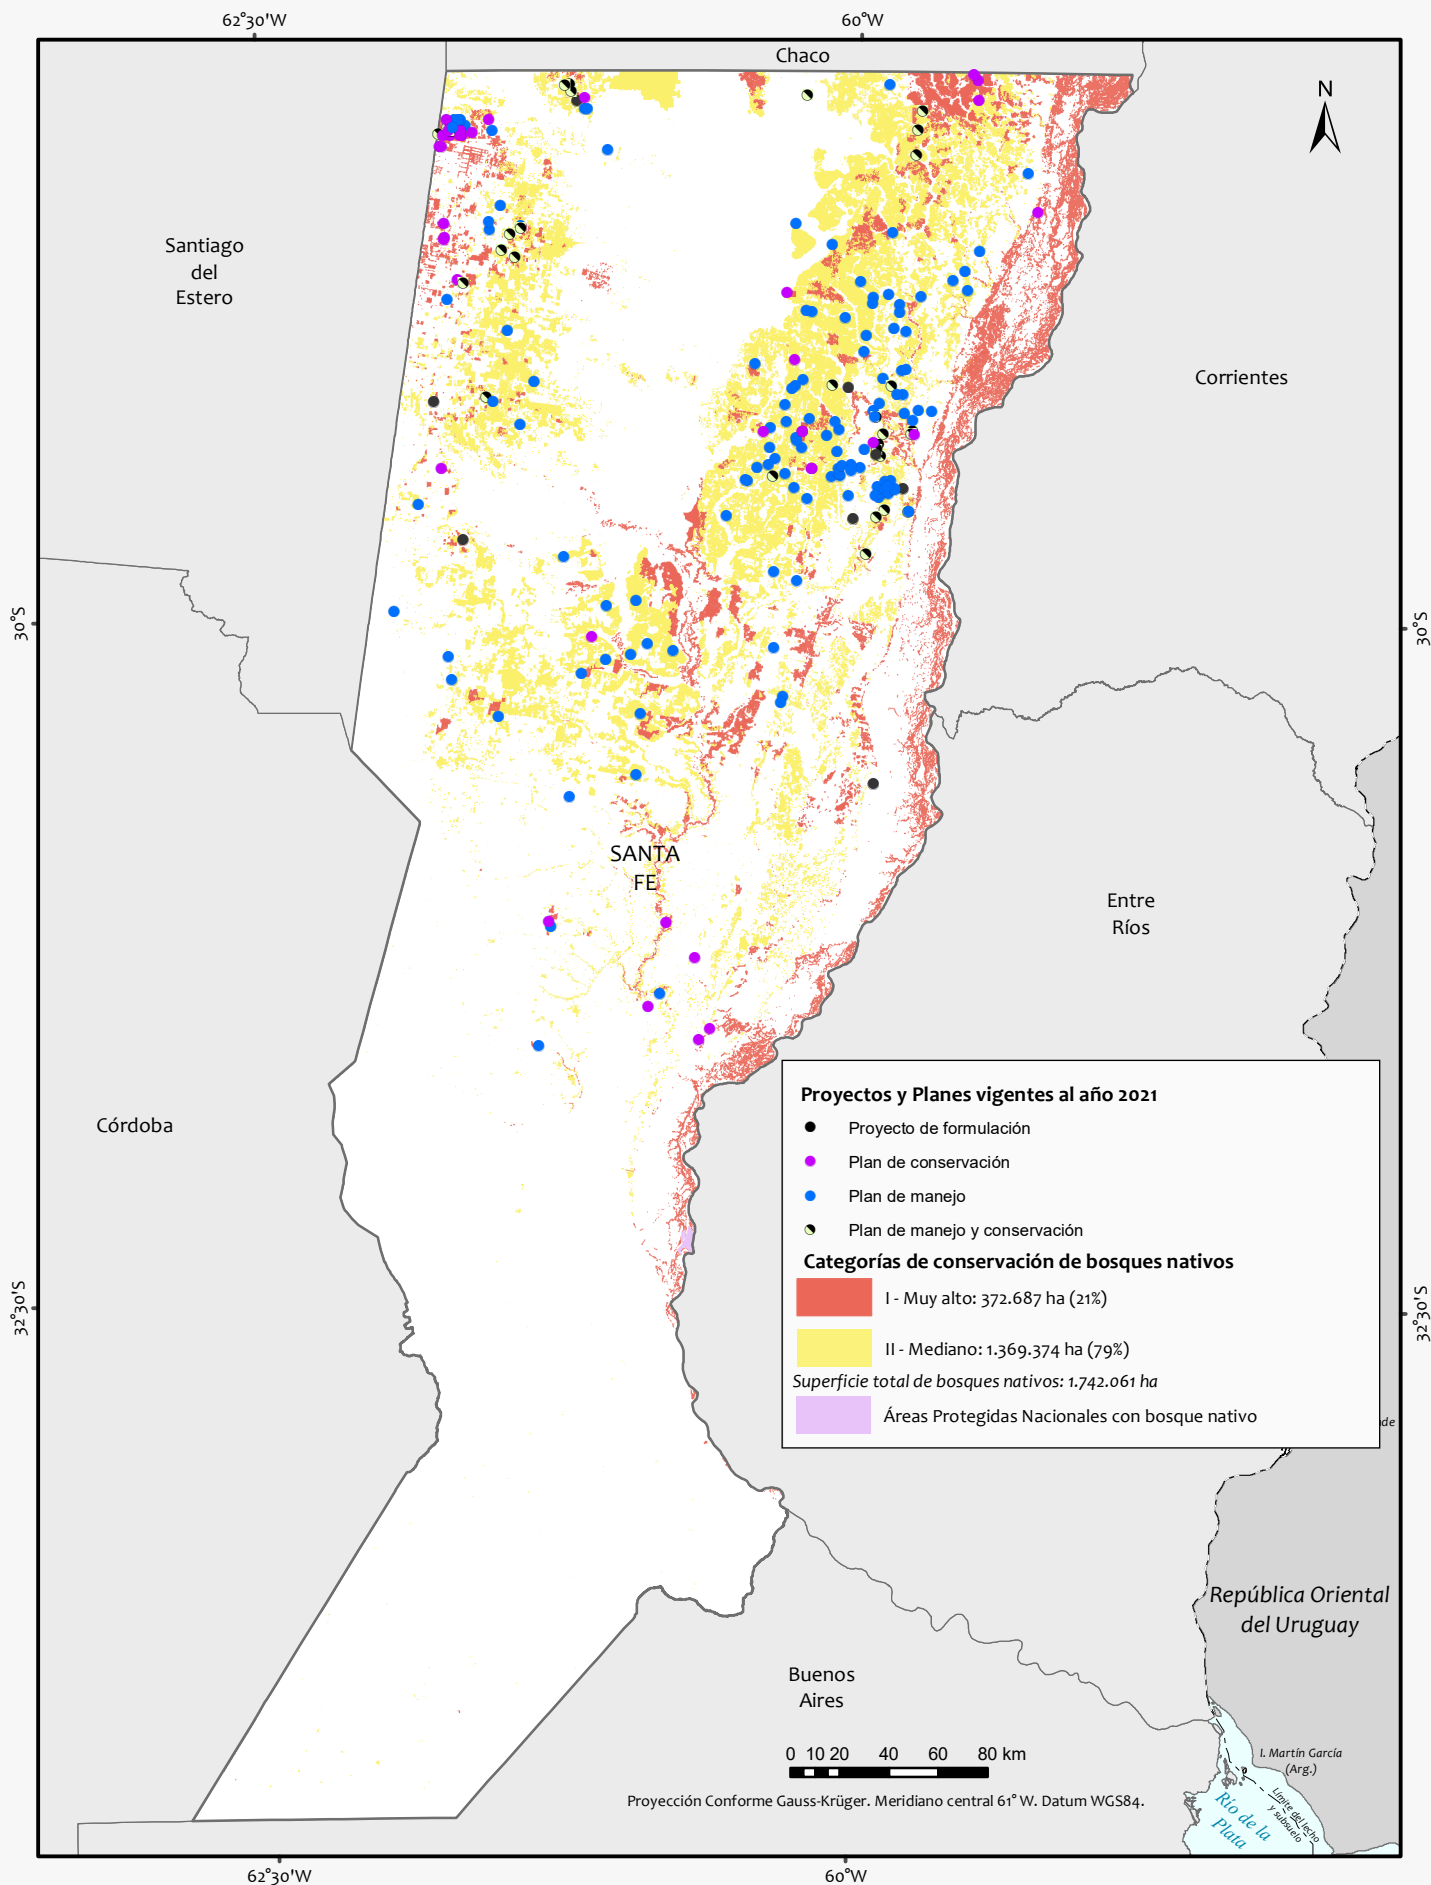 62°30'W
60°W
Chaco
N
Santiago
del
Estero
Corrientes
30°S
30°S
SANTA
FE
Entre
Ríos
Córdoba
Proyectos y Planes vigentes al año 2021
Proyecto de formulación
Plan de conservación
Plan de manejo
Plan de manejo y conservación
Categorías de conservación de bosques nativos
I - Muy alto: 372.687 ha (21%)
II - Mediano: 1.369.374 ha (79%)
Superficie total de bosques nativos: 1.742.061 ha
Áreas Protegidas Nacionales con bosque nativo
32°30'S
32°30'S
República Oriental
del Uruguay
Buenos
Aires
0 10 20 40 60 80 km
Proyección Conforme Gauss-Krüger. Meridiano central 61° W. Datum WGS84.
I. Martín García
(Arg.)
Río de la
Plata
Límite del lecho
y subsuelo
62°30'W
60°W